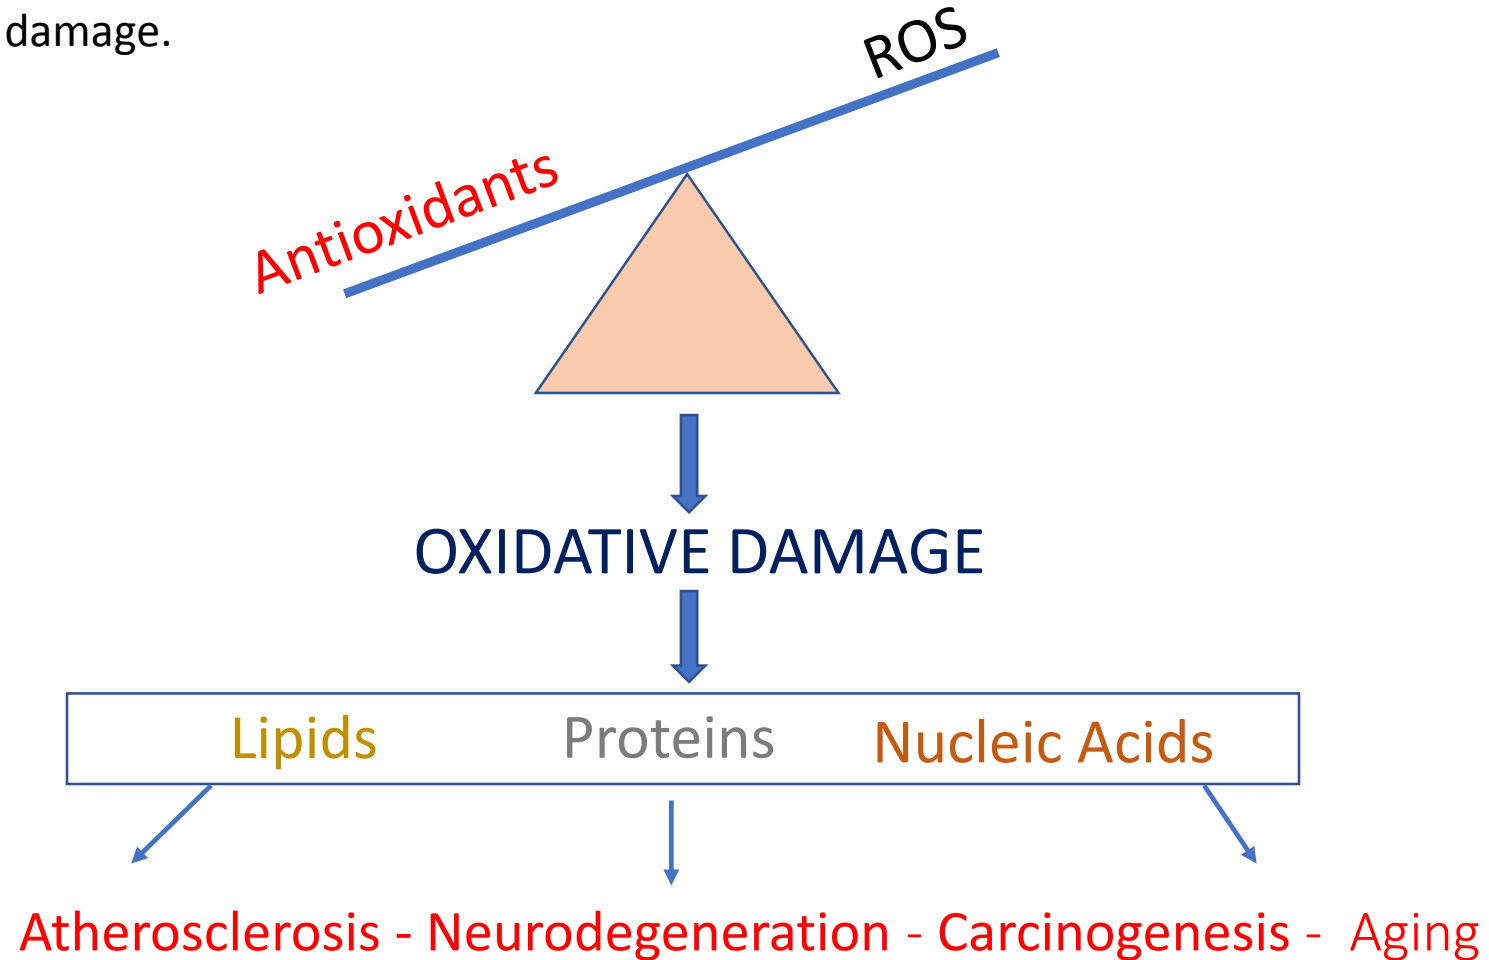 damage.
ROS
Antioxidants
OXIDATIVE DAMAGE
Lipids Proteins Nucleic Acids
Atherosclerosis - Neurodegeneration - Carcinogenesis - Aging